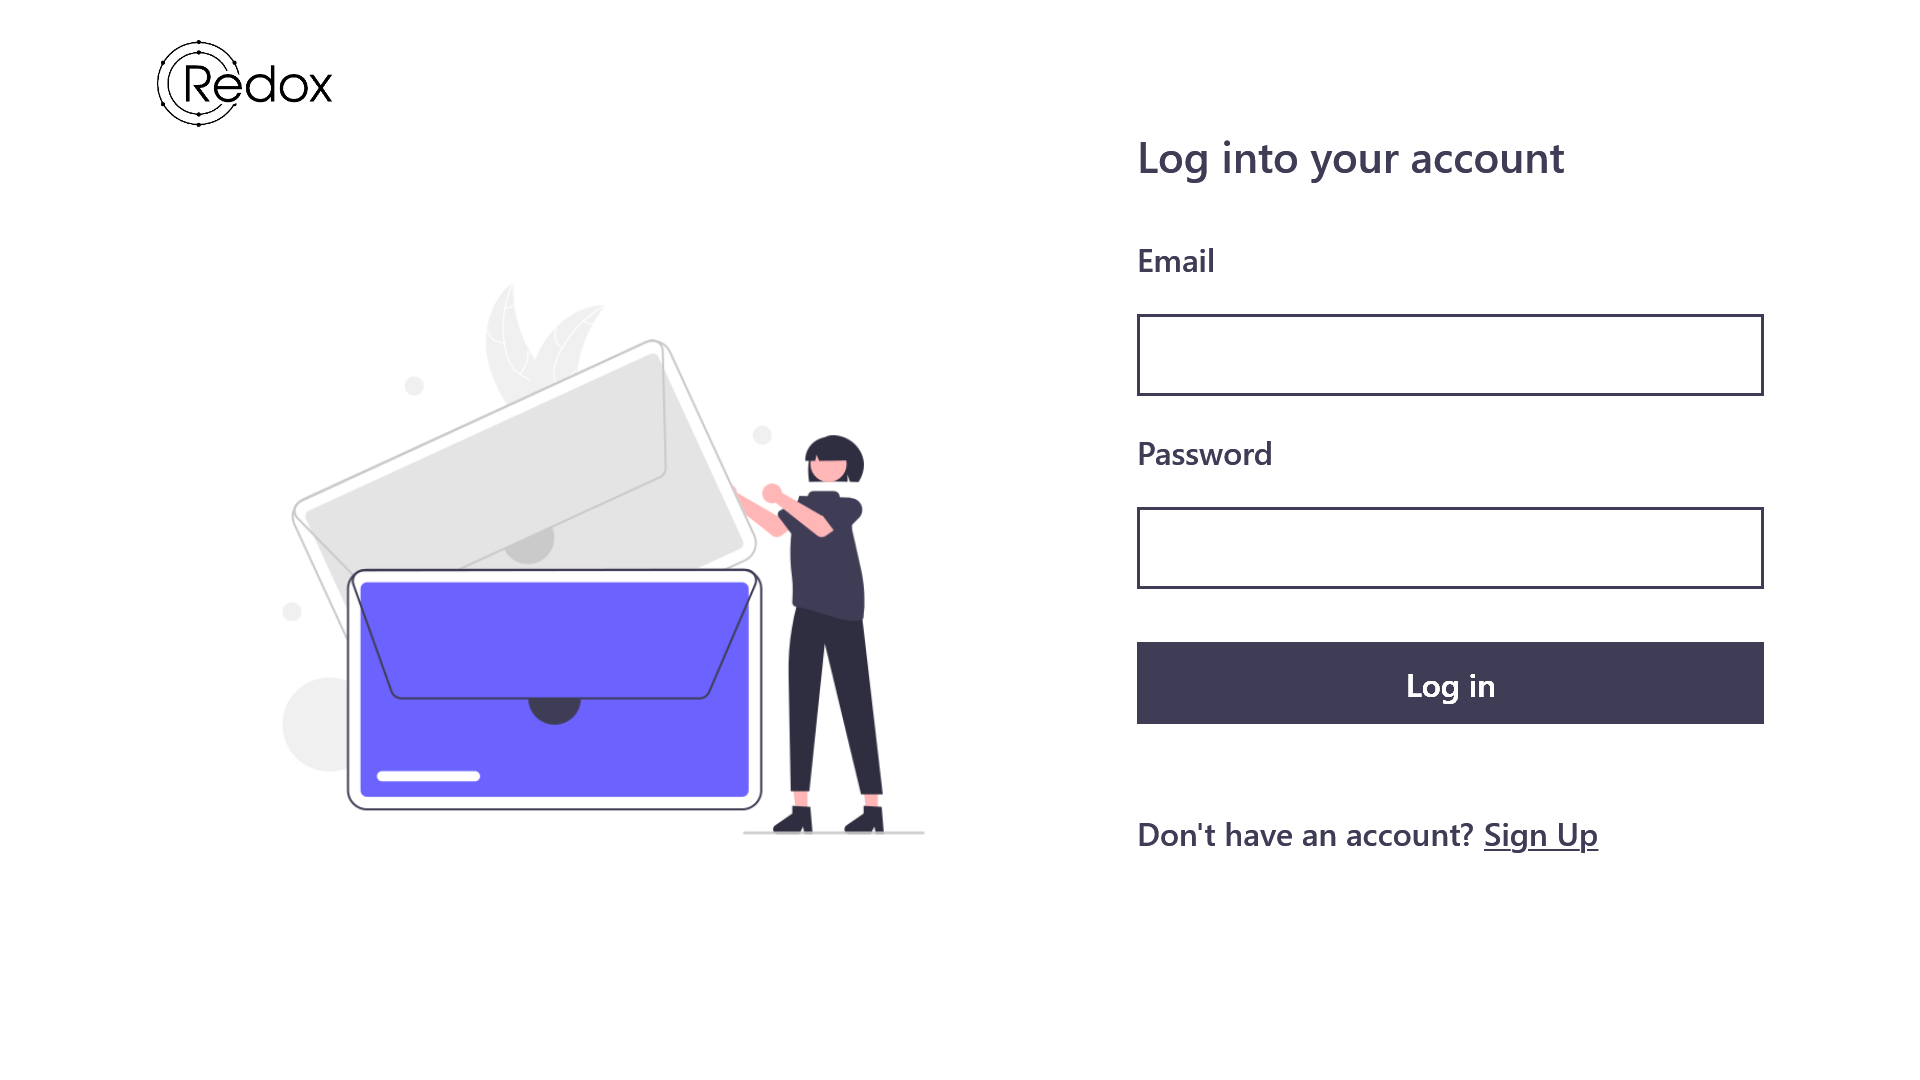 Redox
Log into your account
Email
Password
Log in
Don't have an account? Sign Up